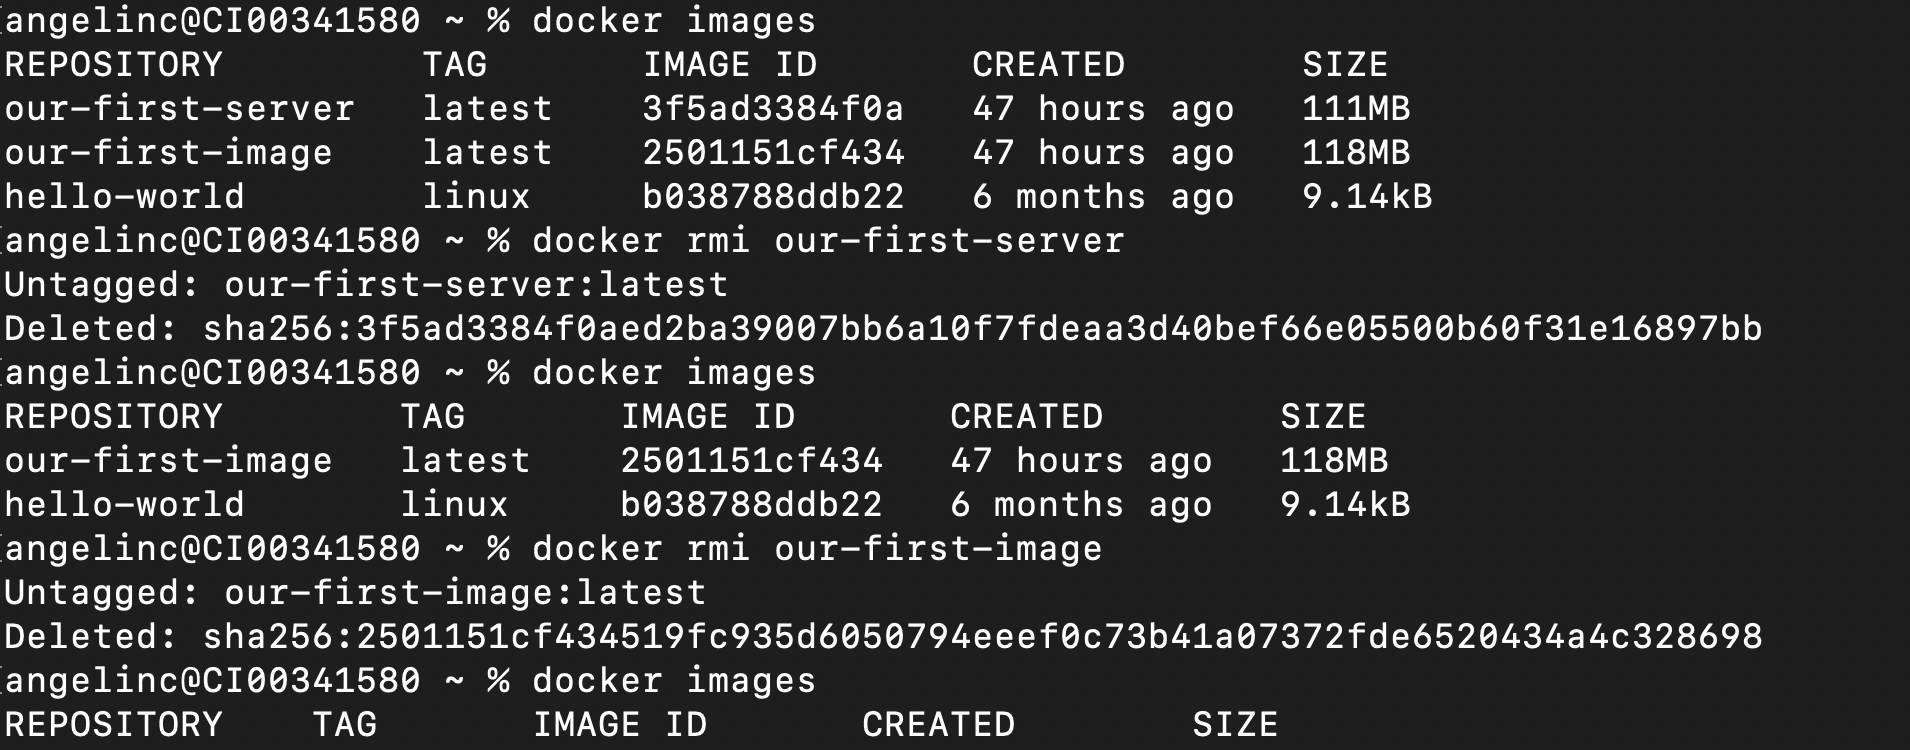 angelinc@CI00341580 ~ % docker images
REPOSITORY TAG IMAGE ID CREATED SIZE
our-first-server latest 3f5ad3384f0a 47 hours ago 111MB
our-first-image latest 2501151cf434 47 hours ago 118MB
hello-world linux b038788ddb22 6 months ago 9.14kB
angelinc@CI00341580 ~ % docker rmi our-first-server
Untagged: our-first-server:latest
Deleted: sha256:3f5ad3384f0aed2ba39007bb6a10f7fdeaa3d40bef66e05500b60f31e16897bb
angelinc@CI00341580 ~ % docker images
REPOSITORY TAG IMAGE ID CREATED SIZE
our-first-image latest 2501151cf434 47 hours ago 118MB
hello-world linux b038788ddb22 6 months ago 9.14kB
angelinc@CI00341580 ~ % docker rmi our-first-image
Untagged: our-first-image:latest
Deleted: sha256:2501151cf434519fc935d6050794eeef0c73b41a07372fde6520434a4c328698
angelinc@CI00341580 ~ % docker images
REPOSITORY TAG IMAGE ID CREATED SIZE